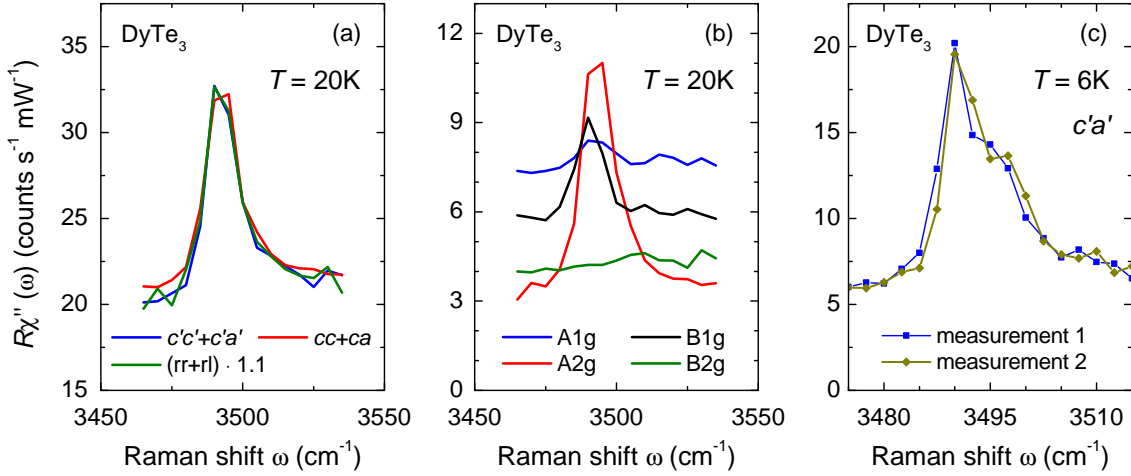 DyTe3 (a)
T = 20K
35
30
25
20
15
Rχ'' (ω) (counts s-1 mW-1)
c'c'+c'a' cc+ca
(rr+rl) · 1.1
3450 3500 3550
Raman shift ω (cm-1)
DyTe3 (b)
T = 20K
12
9
6
3
0
A1g B1g
A2g B2g
3450 3500 3550
Raman shift ω (cm-1)
DyTe3 (c)
T = 6K
c'a'
20
15
10
5
0
measurement 1
measurement 2
3480 3495 3510
Raman shift ω (cm-1)